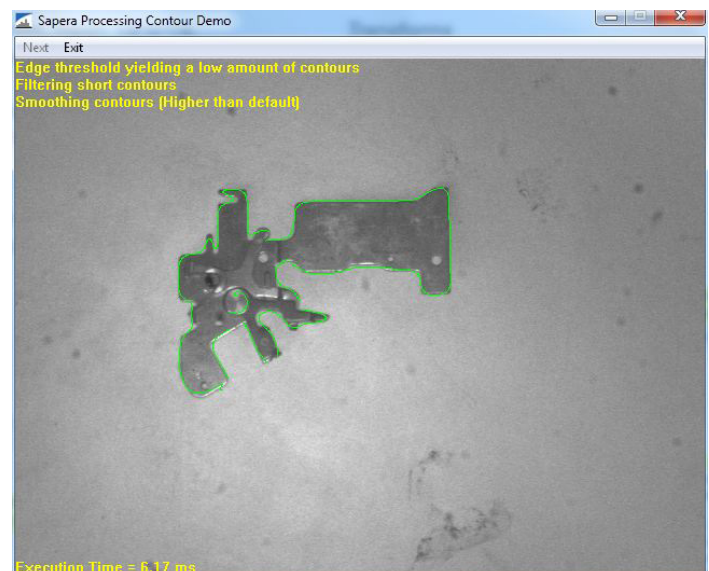 Sapera Processing Contour Demo
Next Exit
Edge threshold yielding a low amount of contours
Filtering short contours
Smoothing contours (Higher than default)
Execution Time = 6.17 ms